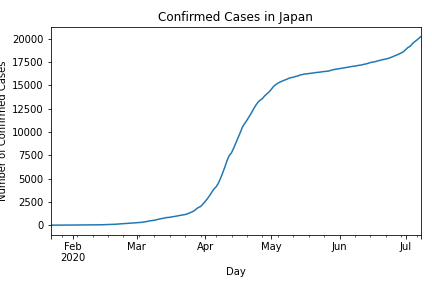 Confirmed Cases in Japan
Number of Confirmed Cases
20000
17500
15000
12500
10000
7500
5000
2500
0
Feb Mar Apr May Jun Jul
2020
Day